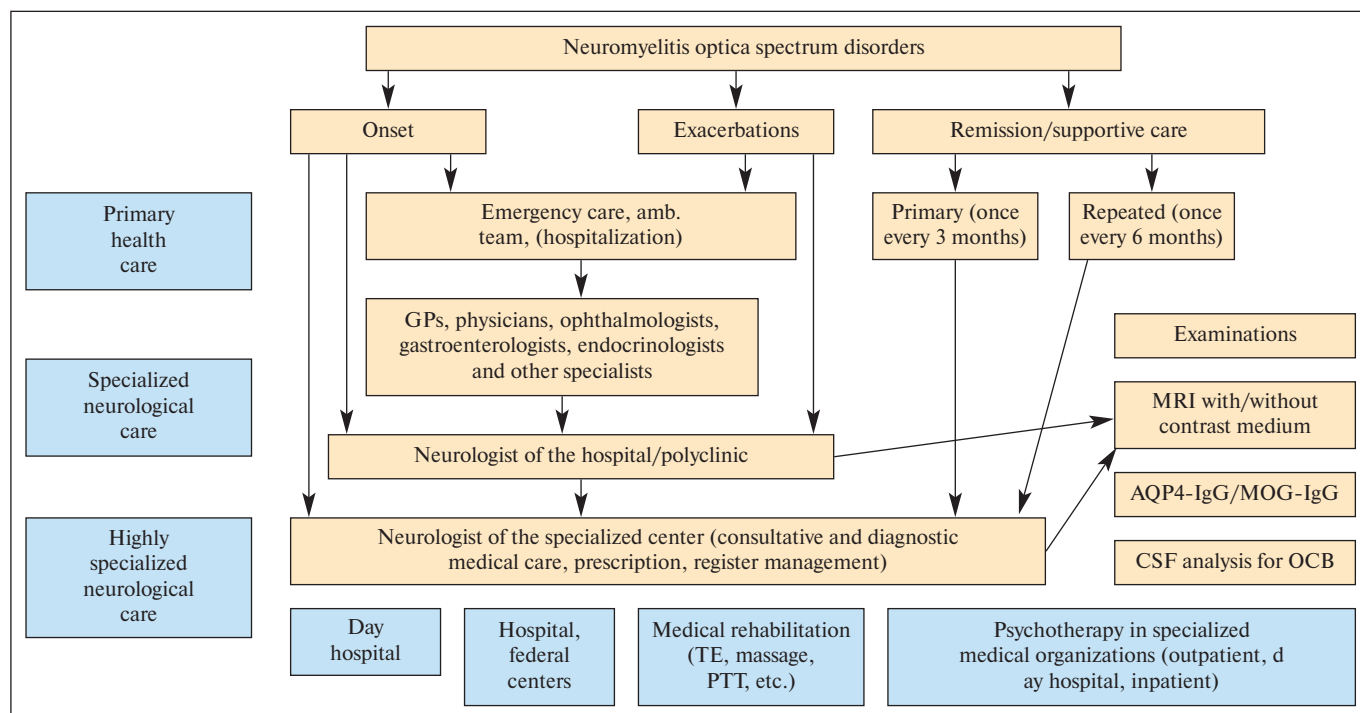 Neuromyelitis optica spectrum disorders
Onset
Exacerbations
Remission/supportive care
Primary
health
care
Emergency care, amb.
team, (hospitalization)
Primary (once
every 3 months)
Repeated (once
every 6 months)
GPs, physicians, ophthalmologists,
gastroenterologists, endocrinologists
and other specialists
Examinations
Specialized
neurological
care
MRI with/without
contrast medium
Neurologist of the hospital/polyclinic
AQP4-IgG/MOG-IgG
Highly
specialized
neurological
care
Neurologist of the specialized center (consultative and diagnostic
medical care, prescription, register management)
CSF analysis for OCB
Day
hospital
Hospital,
federal
centers
Medical rehabilitation
(TE, massage,
PTT, etc.)
Psychotherapy in specialized
medical organizations (outpatient, d
ay hospital, inpatient)